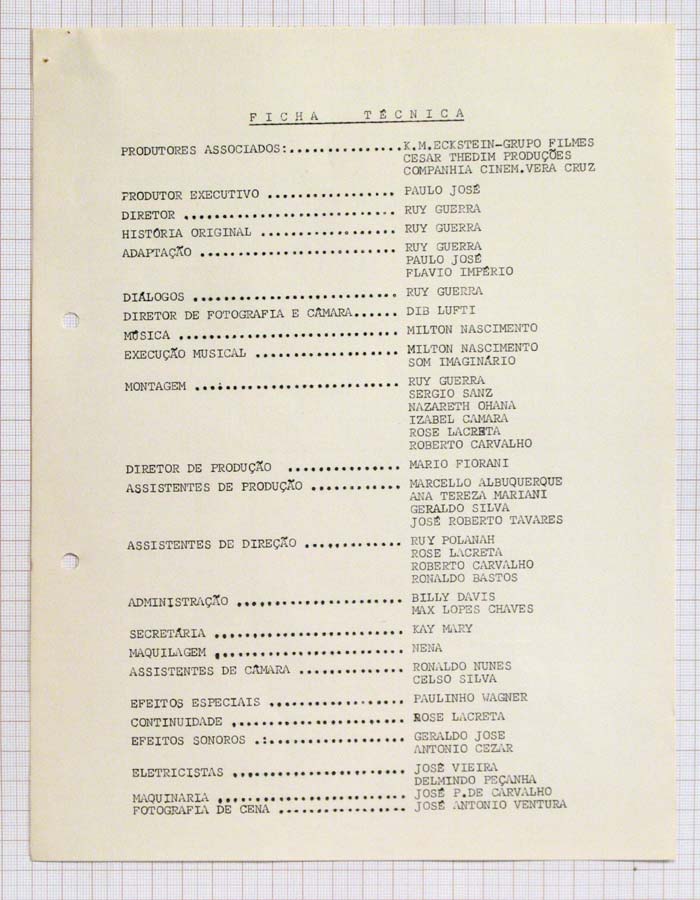 FICHA TÉCNICA
PRODUTORES ASSOCIADOS:...............K.M.ECKSTEIN-GRUPO FILMES
CESAR THEDIM PRODUÇÕES
COMPANHIA CINEM.VERA CRUZ
PRODUTOR EXECUTIVO ................. PAULO JOSÉ
DIRETOR ............................ RUY GUERRA
HISTÓRIA ORIGINAL .................. RUY GUERRA
ADAPTAÇÃO .......................... RUY GUERRA
PAULO JOSÉ
FLAVIO IMPÉRIO
DIÁLOGOS ........................... RUY GUERRA
DIRETOR DE FOTOGRAFIA E CÂMARA...... DIB LUFTI
MÚSICA ............................. MILTON NASCIMENTO
EXECUÇÃO MUSICAL ................... MILTON NASCIMENTO
SOM IMAGINÁRIO
MONTAGEM ........................... RUY GUERRA
SERGIO SANZ
NAZARETH OHANA
IZABEL CAMARA
ROSE LACRETA
ROBERTO CARVALHO
DIRETOR DE PRODUÇÃO ............... MARIO FIORANI
ASSISTENTES DE PRODUÇÃO ............ MARCELLO ALBUQUERQUE
ANA TEREZA MARIANI
GERALDO SILVA
JOSÉ ROBERTO TAVARES
ASSISTENTES DE DIREÇÃO ............. RUY POLANAH
ROSE LACRETA
ROBERTO CARVALHO
RONALDO BASTOS
ADMINISTRAÇÃO ...................... BILLY DAVIS
MAX LOPES CHAVES
SECRETÁRIA ......................... KAY MARY
MAQUILAGEM ......................... NENA
ASSISTENTES DE CÂMARA .............. RONALDO NUNES
CELSO SILVA
EFEITOS ESPECIAIS .................. PAULINHO WAGNER
CONTINUIDADE ....................... ROSE LACRETA
EFEITOS SONOROS .:.................. GERALDO JOSE
ANTONIO CEZAR
ELETRICISTAS ....................... JOSÉ VIEIRA
DELMINDO PEÇANHA
MAQUINARIA ......................... JOSÉ P.DE CARVALHO
FOTOGRAFIA DE CENA ................. JOSÉ ANTONIO VENTURA